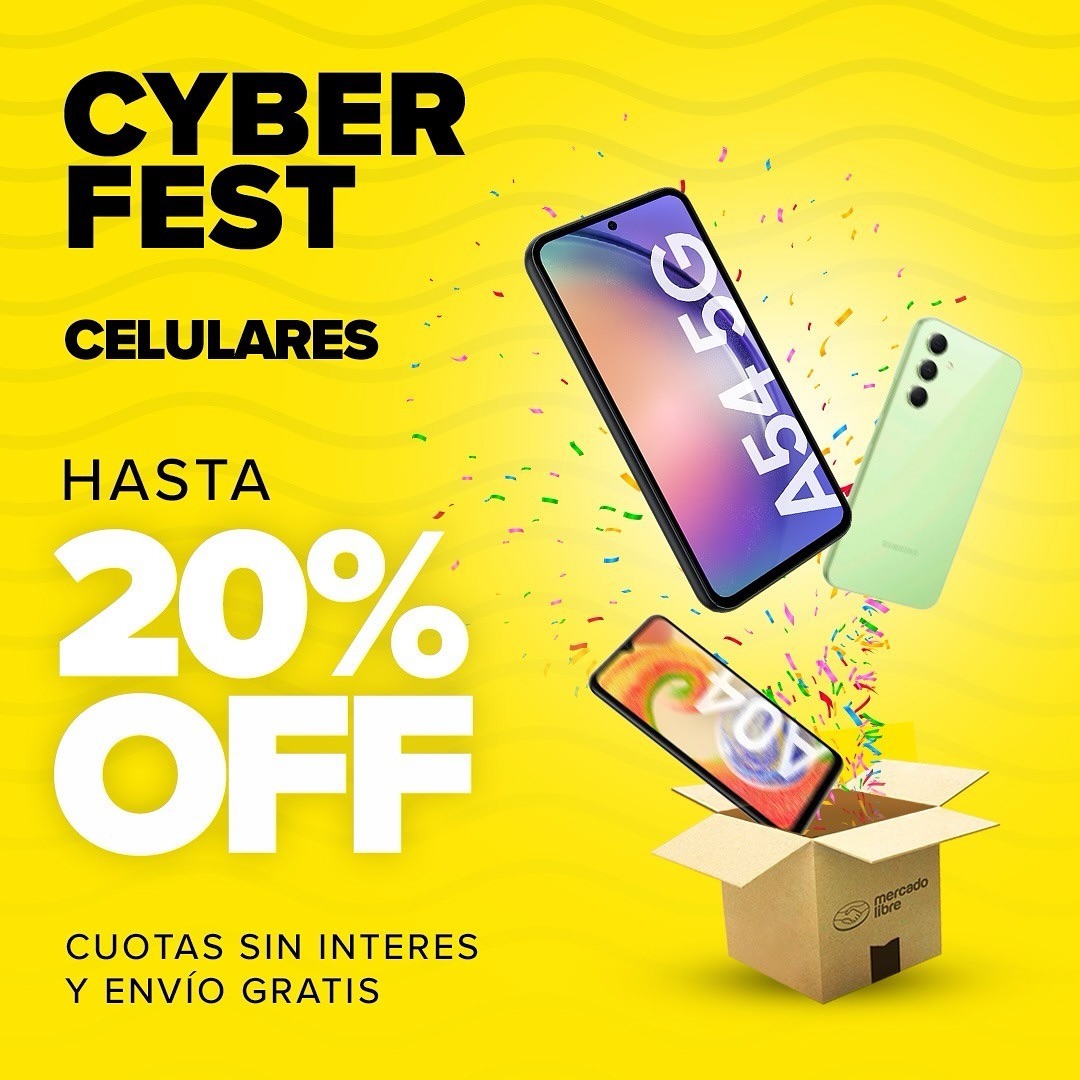 CYBER
FEST
CELULARES
HASTA
20%
OFF
CUOTAS SIN INTERES
Y ENVÍO GRATIS
A54 5G
SAMSUNG
A04
mercado
libre